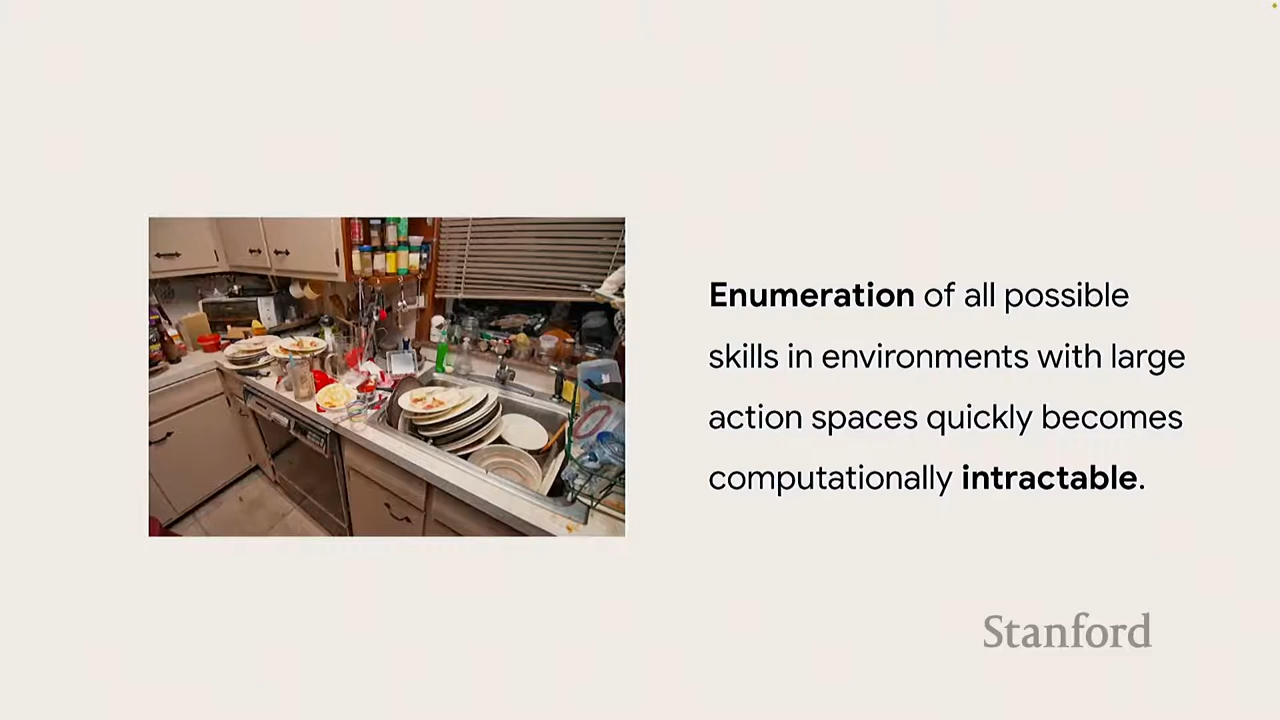 Enumeration of all possible
skills in environments with large
action spaces quickly becomes
computationally intractable.
Stanford